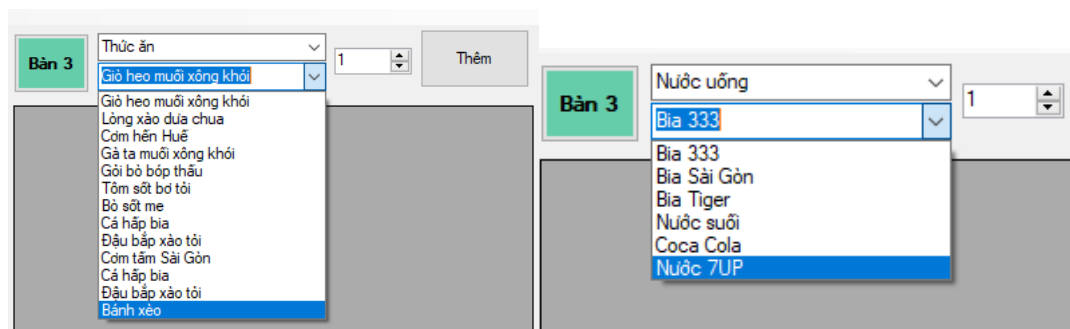 Bàn 3
Thức ăn
Giò heo muối xông khói
1
Thêm
Giò heo muối xông khói
Lòng xào dưa chua
Cơm hến Huế
Gà ta muối xông khói
Gỏi bò bóp thấu
Tôm sốt bơ tỏi
Bò sốt me
Cá hấp bia
Đậu bắp xào tỏi
Cơm tấm Sài Gòn
Cá hấp bia
Đậu bắp xào tỏi
Bánh xèo
Bàn 3
Nước uống
Bia 333
1
Bia 333
Bia Sài Gòn
Bia Tiger
Nước suối
Coca Cola
Nước 7UP